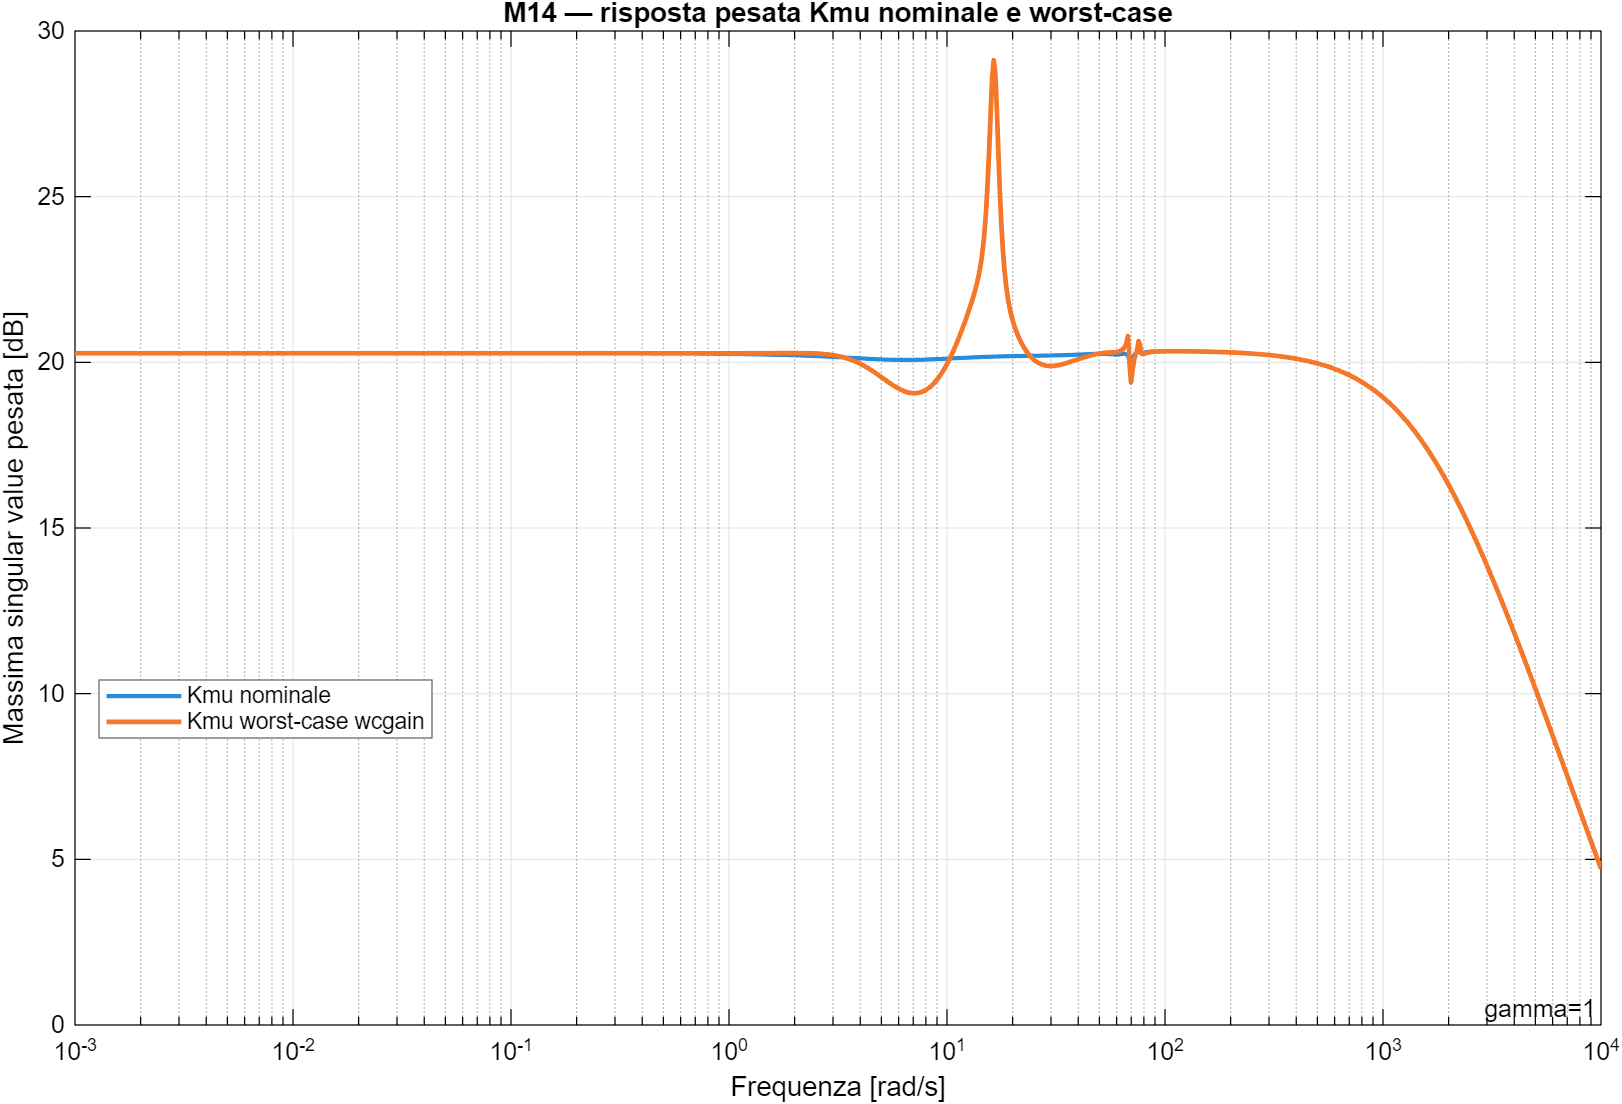 M14 — risposta pesata Kmu nominale e worst-case
30
25
20
15
10
5
0
Massima singular value pesata [dB]
Kmu nominale
Kmu worst-case wcgain
gamma=1
10-3 10-2 10-1 100 101 102 103 104
Frequenza [rad/s]